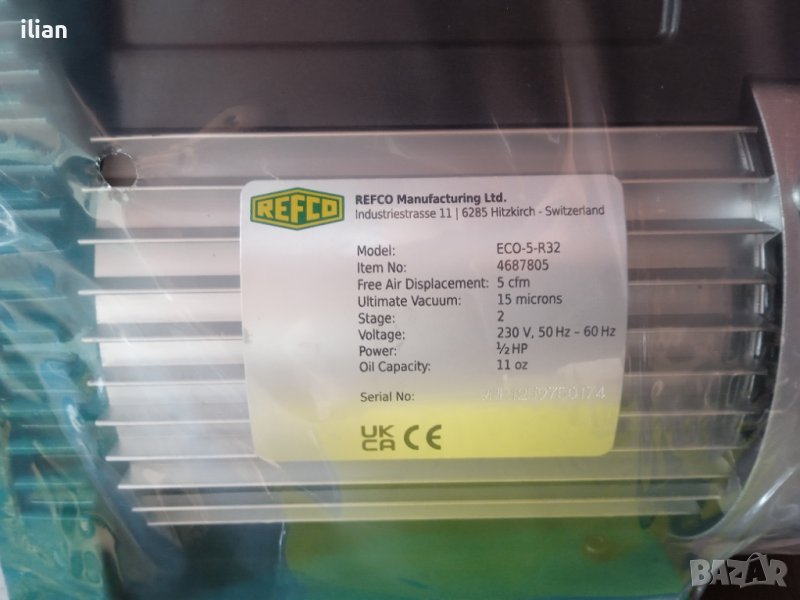 ilian
REFCO
REFCO Manufacturing Ltd.
Industriestrasse 11 | 6285 Hitzkirch - Switzerland
Model: ECO-5-R32
Item No: 4687805
Free Air Displacement: 5 cfm
Ultimate Vacuum: 15 microns
Stage: 2
Voltage: 230 V, 50 Hz – 60 Hz
Power: ½ HP
Oil Capacity: 11 oz
Serial No:
UK
CA CE
BAZAR